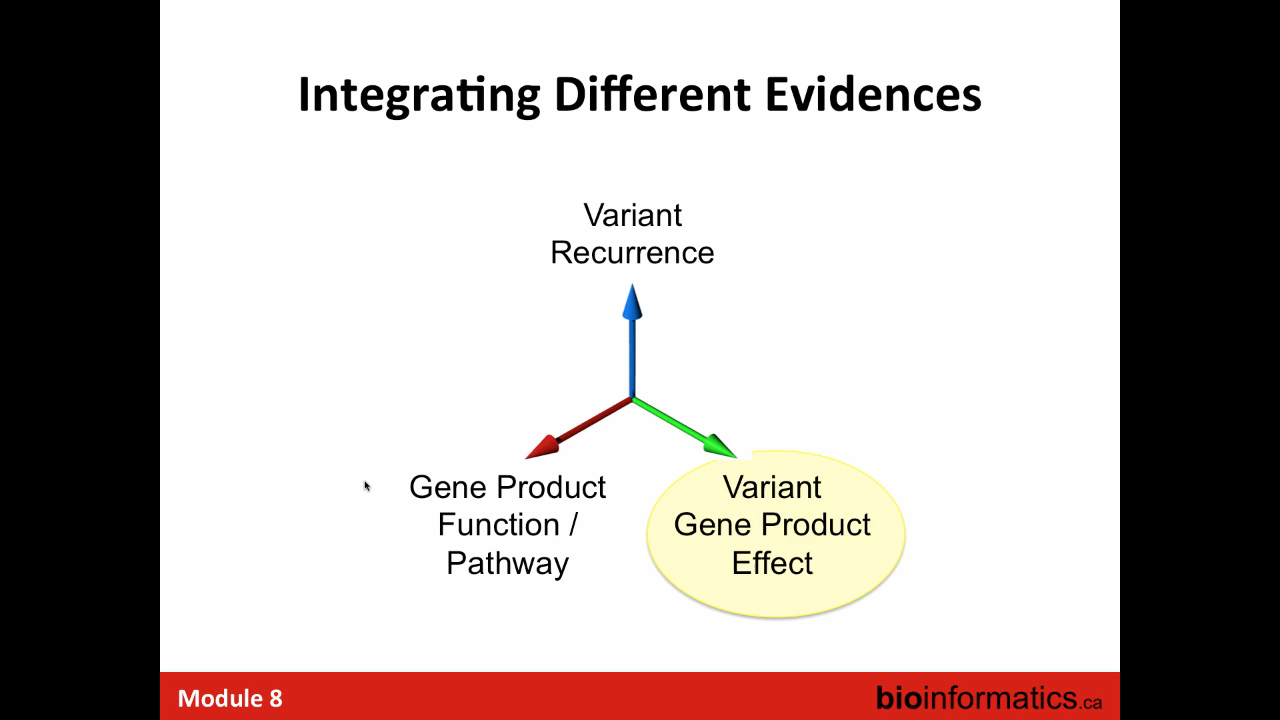 Integrating Different Evidences
Variant
Recurrence
Gene Product
Function /
Pathway
Variant
Gene Product
Effect
Module 8
bioinformatics.ca